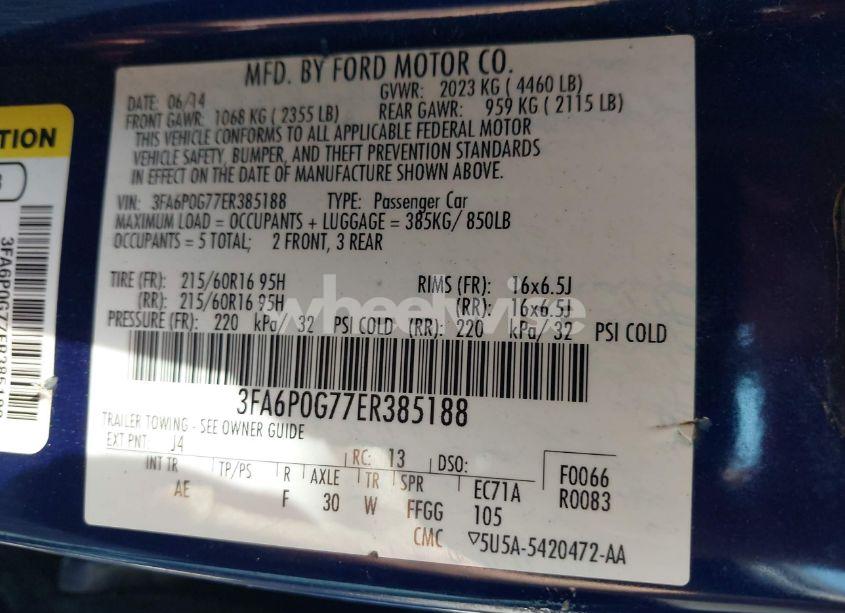 MFD. BY FORD MOTOR CO.
DATE: 06/14 GVWR: 2023 KG ( 4460 LB)
FRONT GAWR: 1068 KG ( 2355 LB) REAR GAWR: 959 KG ( 2115 LB)
THIS VEHICLE CONFORMS TO ALL APPLICABLE FEDERAL MOTOR
VEHICLE SAFETY, BUMPER, AND THEFT PREVENTION STANDARDS
IN EFFECT ON THE DATE OF MANUFACTURE SHOWN ABOVE.
VIN: 3FA6P0G77ER385188 TYPE: Passenger Car
MAXIMUM LOAD = OCCUPANTS + LUGGAGE = 385KG/ 850LB
OCCUPANTS = 5 TOTAL; 2 FRONT, 3 REAR
TIRE (FR): 215/60R16 95H RIMS (FR): 16x6.5J
(RR): 215/60R16 95H (RR): 16x6.5J
PRESSURE (FR): 220 kPa/ 32 PSI COLD (RR): 220 kPa/ 32 PSI COLD
wheelwise
3FA6P0G77ER385188
TRAILER TOWING - SEE OWNER GUIDE
EXT PNT: J4 RC: 13 DSO:
INT TR TP/PS R AXLE TR SPR EC71A F0066
AE F 30 W FFGG 105 R0083
CMC ▽5U5A-5420472-AA
TION
3FA6P0G77ER385188